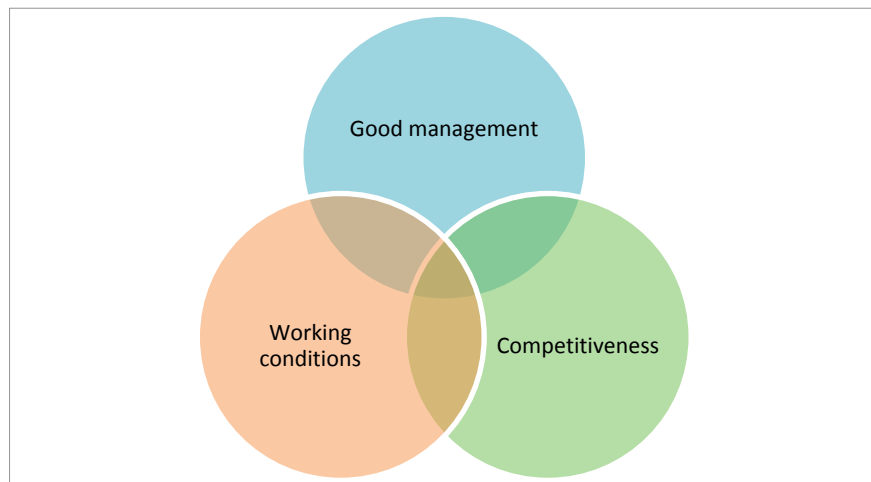 Good management
Working
conditions
Competitiveness